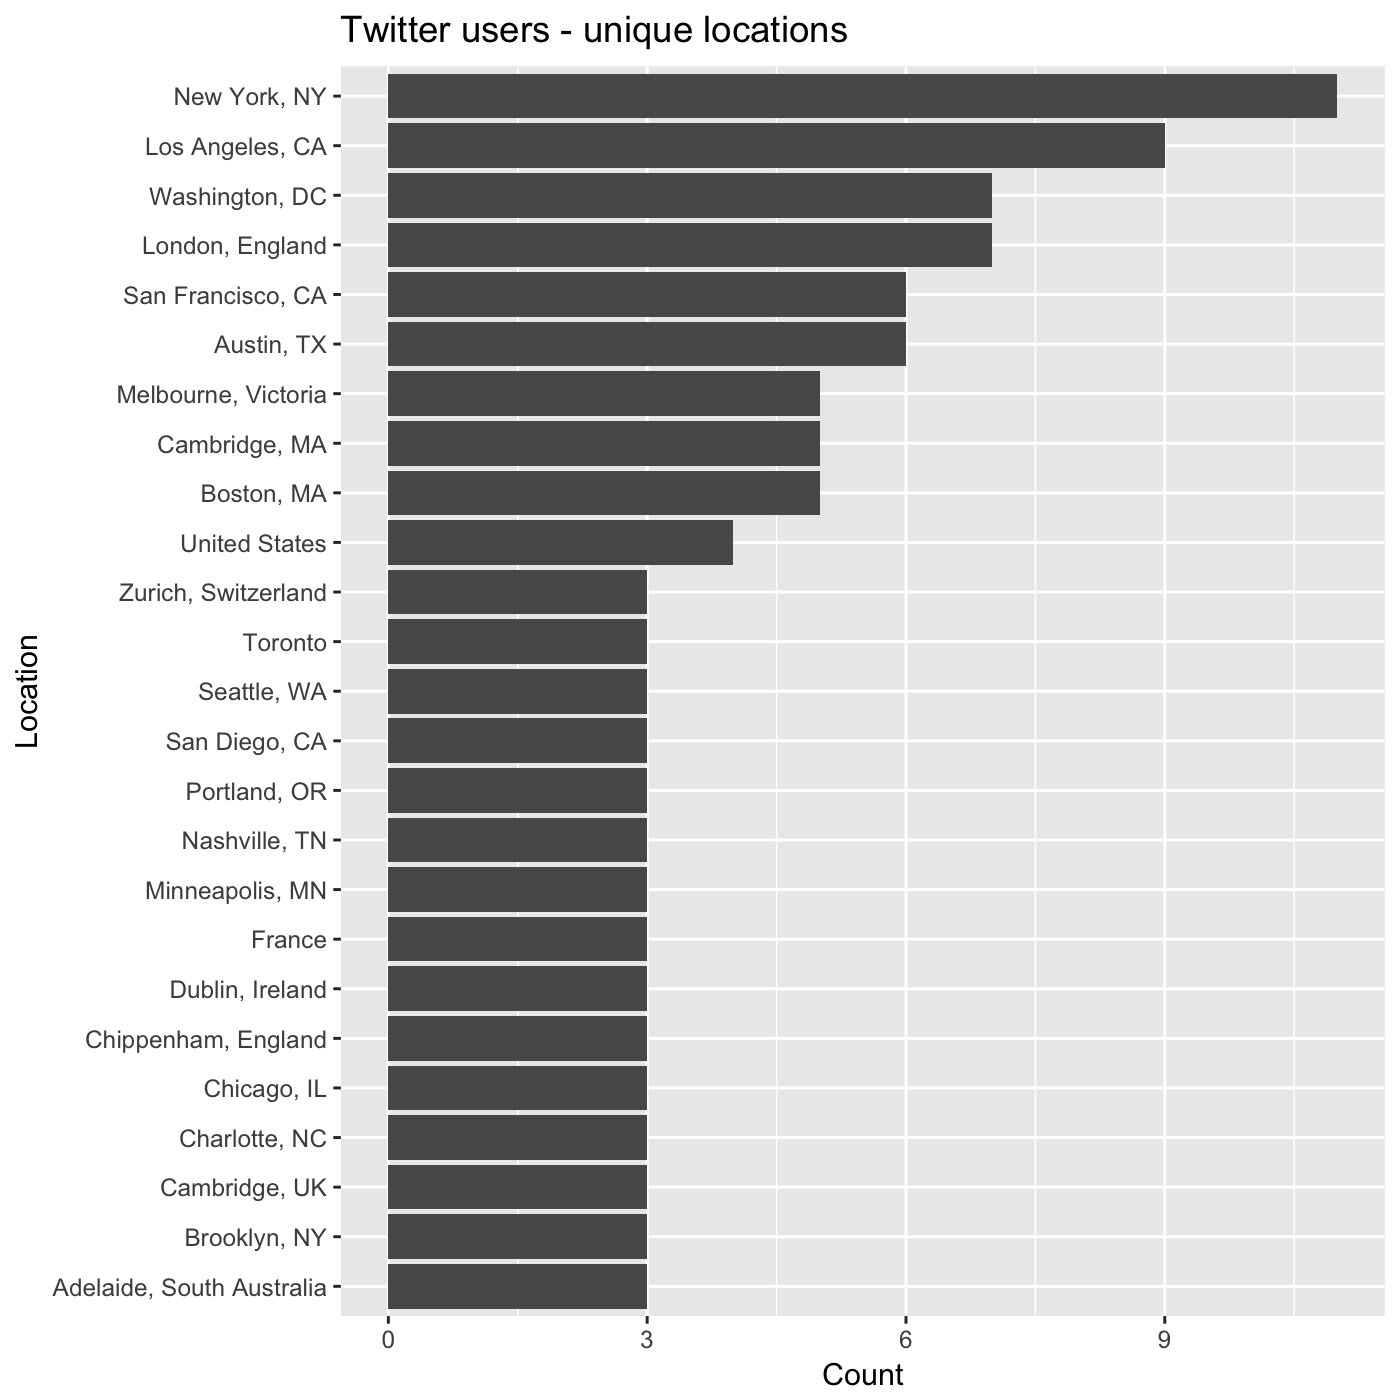 Twitter users - unique locations
New York, NY
Los Angeles, CA
Washington, DC
London, England
San Francisco, CA
Austin, TX
Melbourne, Victoria
Cambridge, MA
Boston, MA
United States
Zurich, Switzerland
Toronto
Seattle, WA
San Diego, CA
Portland, OR
Nashville, TN
Minneapolis, MN
France
Dublin, Ireland
Chippenham, England
Chicago, IL
Charlotte, NC
Cambridge, UK
Brooklyn, NY
Adelaide, South Australia
Location
0 3 6 9
Count